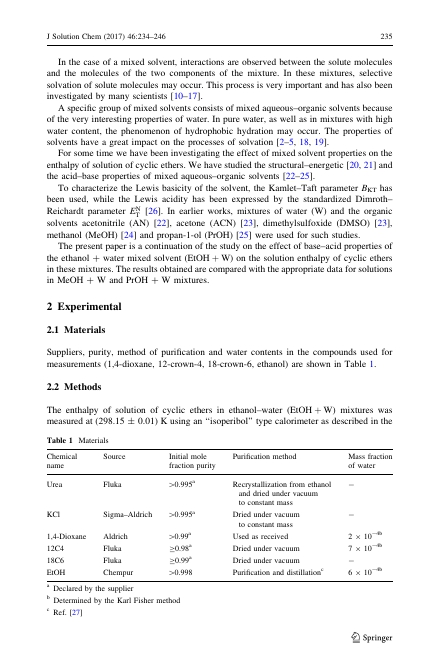 J Solution Chem (2017) 46:234–246 235
In the case of a mixed solvent, interactions are observed between the solute molecules
and the molecules of the two components of the mixture. In these mixtures, selective
solvation of solute molecules may occur. This process is very important and has also been
investigated by many scientists [10–17].
A specific group of mixed solvents consists of mixed aqueous–organic solvents because
of the very interesting properties of water. In pure water, as well as in mixtures with high
water content, the phenomenon of hydrophobic hydration may occur. The properties of
solvents have a great impact on the processes of solvation [2–5, 18, 19].
For some time we have been investigating the effect of mixed solvent properties on the
enthalpy of solution of cyclic ethers. We have studied the structural–energetic [20, 21] and
the acid–base properties of mixed aqueous–organic solvents [22–25].
To characterize the Lewis basicity of the solvent, the Kamlet–Taft parameter B_KT has
been used, while the Lewis acidity has been expressed by the standardized Dimroth–
Reichardt parameter E_T^N [26]. In earlier works, mixtures of water (W) and the organic
solvents acetonitrile (AN) [22], acetone (ACN) [23], dimethylsulfoxide (DMSO) [23],
methanol (MeOH) [24] and propan-1-ol (PrOH) [25] were used for such studies.
The present paper is a continuation of the study on the effect of base–acid properties of
the ethanol + water mixed solvent (EtOH + W) on the solution enthalpy of cyclic ethers
in these mixtures. The results obtained are compared with the appropriate data for solutions
in MeOH + W and PrOH + W mixtures.
2 Experimental
2.1 Materials
Suppliers, purity, method of purification and water contents in the compounds used for
measurements (1,4-dioxane, 12-crown-4, 18-crown-6, ethanol) are shown in Table 1.
2.2 Methods
The enthalpy of solution of cyclic ethers in ethanol–water (EtOH + W) mixtures was
measured at (298.15 ± 0.01) K using an “isoperibol” type calorimeter as described in the
Table 1 Materials
Chemical Source Initial mole Purification method Mass fraction
name fraction purity of water
Urea Fluka >0.995^a Recrystallization from ethanol –
and dried under vacuum
to constant mass
KCl Sigma–Aldrich >0.995^a Dried under vacuum –
to constant mass
1,4-Dioxane Aldrich >0.99^a Used as received 2 × 10^−4b
12C4 Fluka ≥0.98^a Dried under vacuum 7 × 10^−4b
18C6 Fluka ≥0.99^a Dried under vacuum –
EtOH Chempur >0.998 Purification and distillation^c 6 × 10^−4b
^a Declared by the supplier
^b Determined by the Karl Fisher method
^c Ref. [27]
Springer